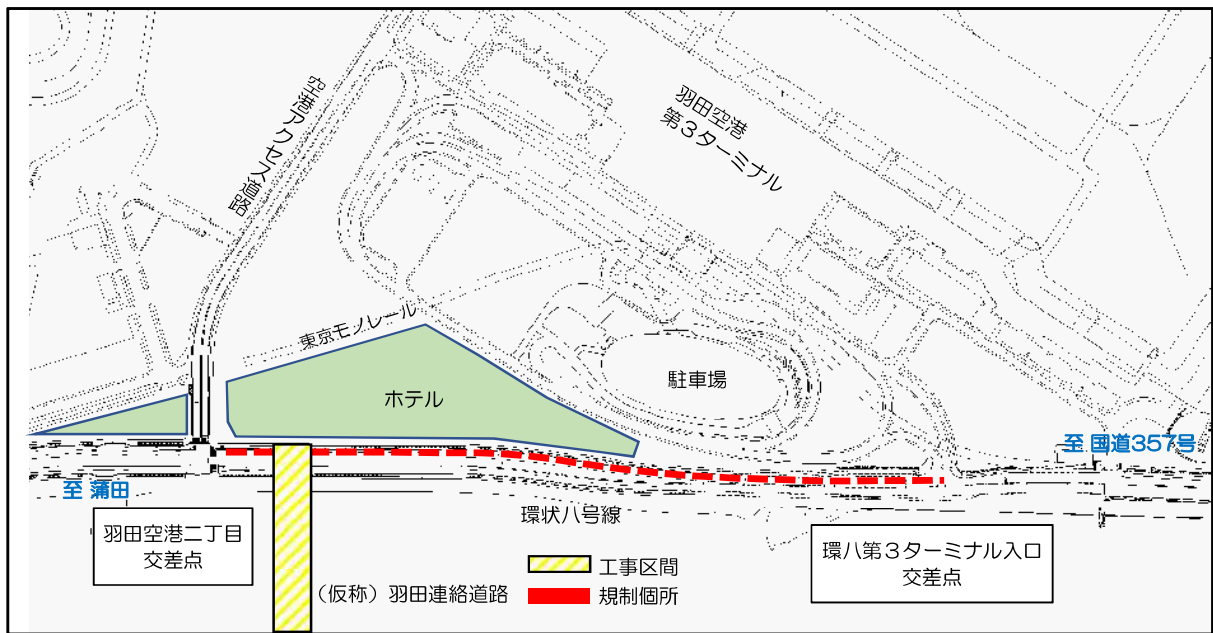 空港アクセス道路
羽田空港
第3ターミナル
東京モノレール
ホテル
駐車場
至 国道357号
至 蒲田
環状八号線
羽田空港二丁目
交差点
環八第3ターミナル入口
交差点
工事区間
(仮称)羽田連絡道路
規制個所